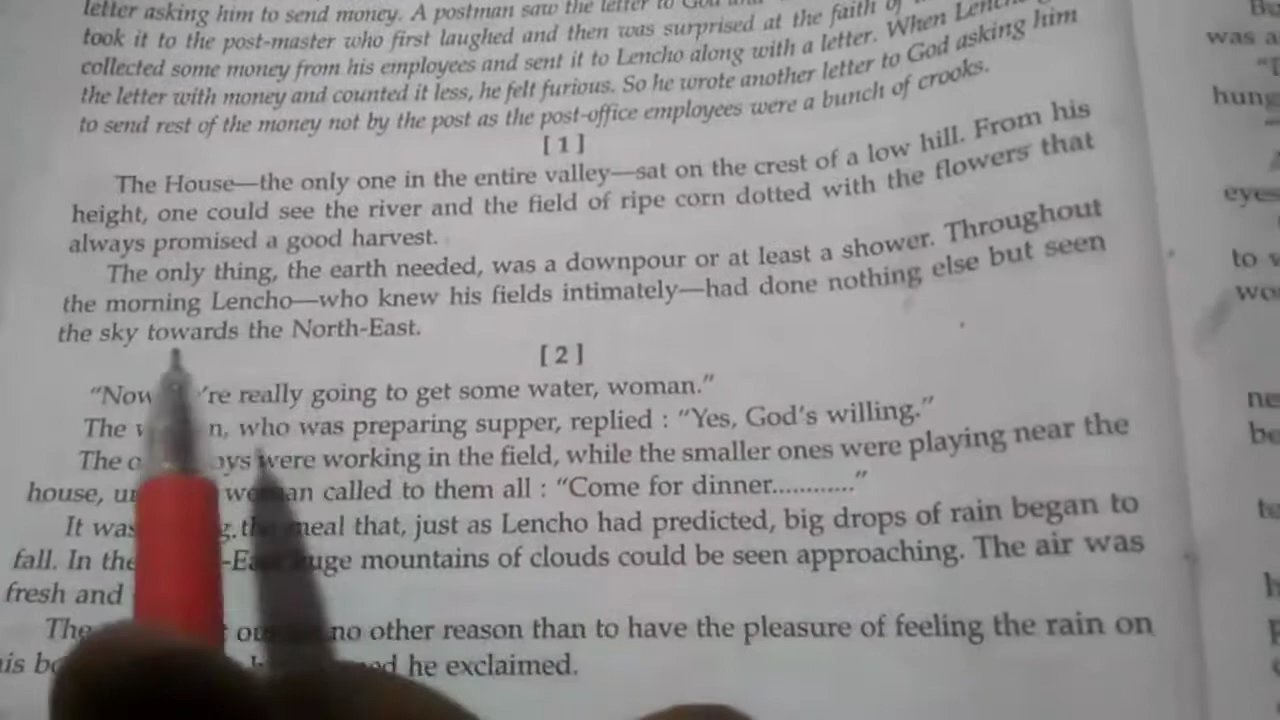 letter asking him to send money. A postman saw the letter to God
took it to the post-master who first laughed and then was surprised at the faith of
collected some money from his employees and sent it to Lencho along with a letter. When
the letter with money and counted it less, he felt furious. So he wrote another letter to God asking him
to send rest of the money not by the post as the post-office employees were a bunch of crooks.
[ 1 ]
The House—the only one in the entire valley—sat on the crest of a low hill. From his
height, one could see the river and the field of ripe corn dotted with the flowers that
always promised a good harvest.
The only thing, the earth needed, was a downpour or at least a shower. Throughout
the morning Lencho—who knew his fields intimately—had done nothing else but seen
the sky towards the North-East.
[ 2 ]
"Now 're really going to get some water, woman."
The n, who was preparing supper, replied : "Yes, God's willing."
The were working in the field, while the smaller ones were playing near the
house, called to them all : "Come for dinner............"
It was meal that, just as Lencho had predicted, big drops of rain began to
fall. In the huge mountains of clouds could be seen approaching. The air was
fresh and
The no other reason than to have the pleasure of feeling the rain on
he exclaimed.
was a
hung
eyes
to